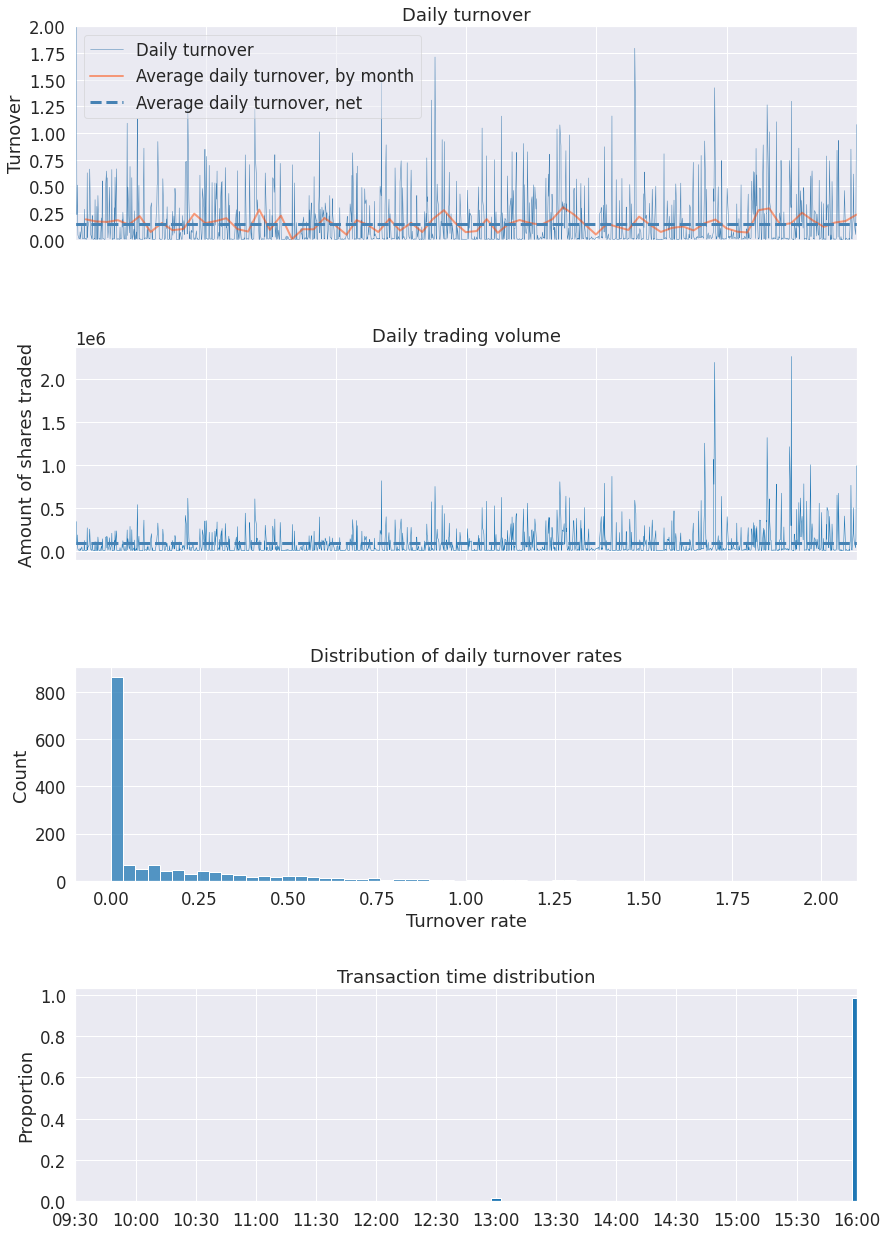 Daily turnover
2.00
1.75
1.50
1.25
1.00
0.75
0.50
0.25
0.00
Turnover
Daily turnover
Average daily turnover, by month
Average daily turnover, net
Daily trading volume
1e6
2.0
1.5
1.0
0.5
0.0
Amount of shares traded
Distribution of daily turnover rates
800
600
400
200
0
Count
0.00 0.25 0.50 0.75 1.00 1.25 1.50 1.75 2.00
Turnover rate
Transaction time distribution
1.0
0.8
0.6
0.4
0.2
0.0
Proportion
09:30 10:00 10:30 11:00 11:30 12:00 12:30 13:00 13:30 14:00 14:30 15:00 15:30 16:00